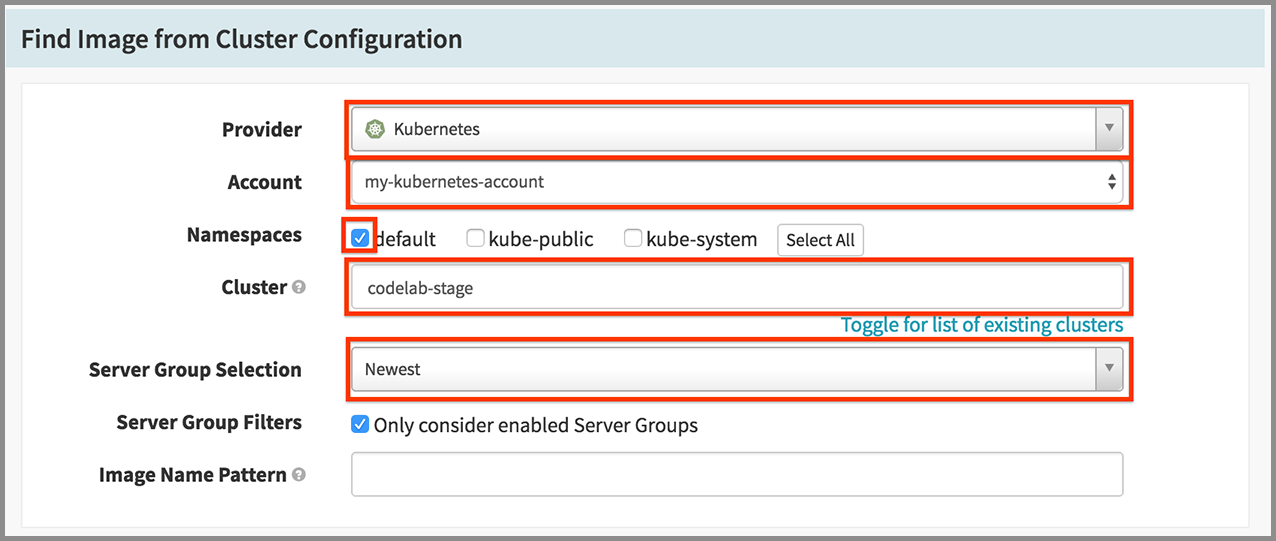 Find Image from Cluster Configuration
Provider Kubernetes
Account my-kubernetes-account
Namespaces default kube-public kube-system Select All
Cluster ? codelab-stage
Toggle for list of existing clusters
Server Group Selection Newest
Server Group Filters Only consider enabled Server Groups
Image Name Pattern ?